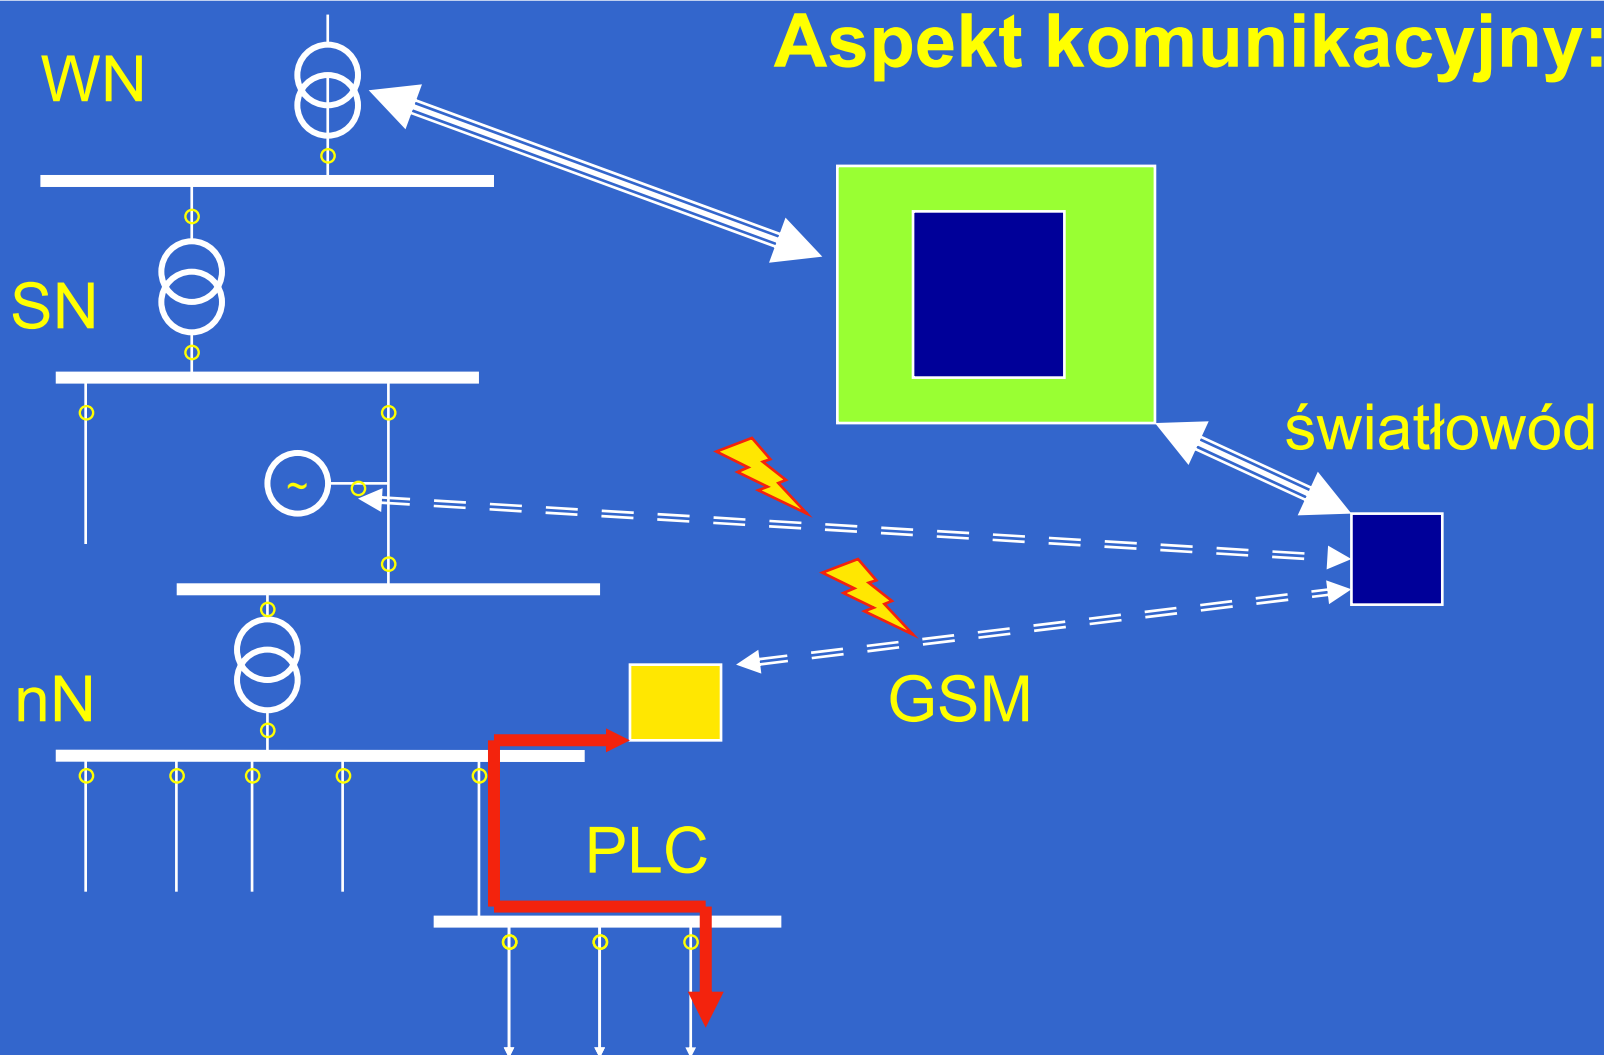 Aspekt komunikacyjny:
WN
SN
światłowód
~
nN
GSM
PLC